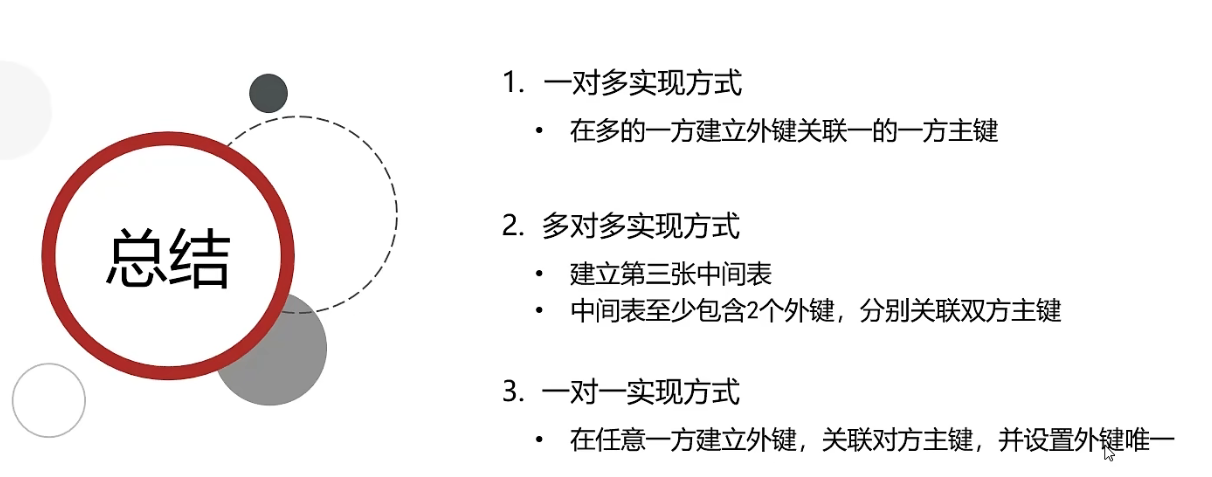 总结
1. 一对多实现方式
• 在多的一方建立外键关联一的一方主键
2. 多对多实现方式
• 建立第三张中间表
• 中间表至少包含2个外键，分别关联双方主键
3. 一对一实现方式
• 在任意一方建立外键，关联对方主键，并设置外键唯一